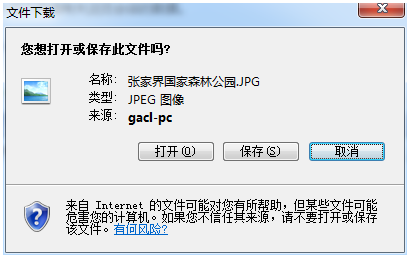 文件下载
您想打开或保存此文件吗?
名称: 张家界国家森林公园.JPG
类型: JPEG 图像
来源: gacl-pc
打开(O) 保存(S) 取消
来自 Internet 的文件可能对您有所帮助，但某些文件可能
危害您的计算机。如果您不信任其来源，请不要打开或保存
该文件。有何风险?